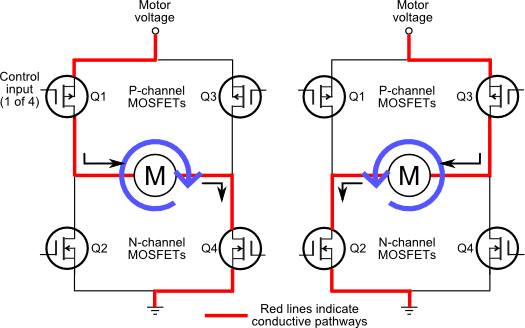 Motor
voltage
Motor
voltage
Control
input
(1 of 4)
Q1
P-channel
MOSFETs
Q3
Q1
P-channel
MOSFETs
Q3
M
M
Q2
N-channel
MOSFETs
Q4
Q2
N-channel
MOSFETs
Q4
Red lines indicate
conductive pathways